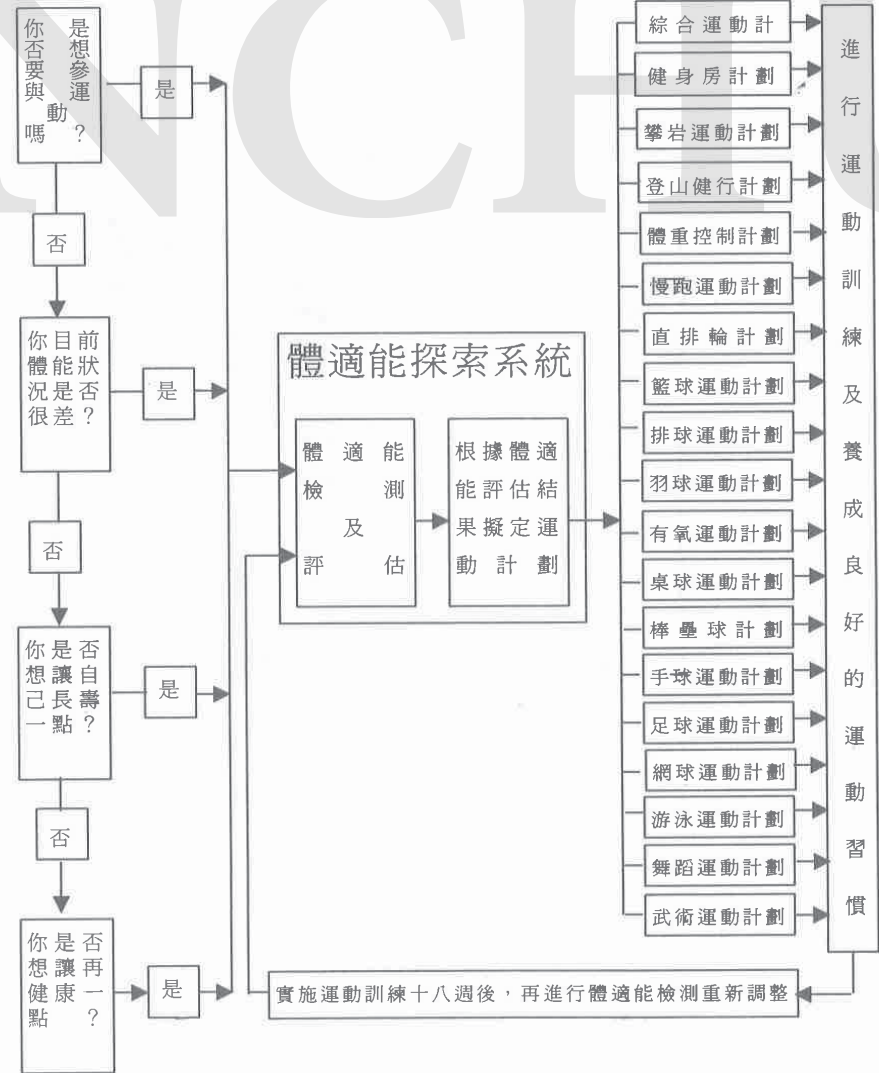 NCHU
你是
否想
要參
與運
動
嗎？
是
否
你目前
體能狀
況是否
很差？
是
否
你是否
想讓自
己長壽
一點？
是
否
你是否
想讓再
健康一
點？
是
體適能探索系統
體適能
檢測
及
評估
根據體適
能評估結
果擬定運
動計劃
綜合運動計
健身房計劃
攀岩運動計劃
登山健行計劃
體重控制計劃
慢跑運動計劃
直排輪計劃
籃球運動計劃
排球運動計劃
羽球運動計劃
有氧運動計劃
桌球運動計劃
棒壘球計劃
手球運動計劃
足球運動計劃
網球運動計劃
游泳運動計劃
舞蹈運動計劃
武術運動計劃
進行運動訓練及養成良好的運動習慣
實施運動訓練十八週後，再進行體適能檢測重新調整